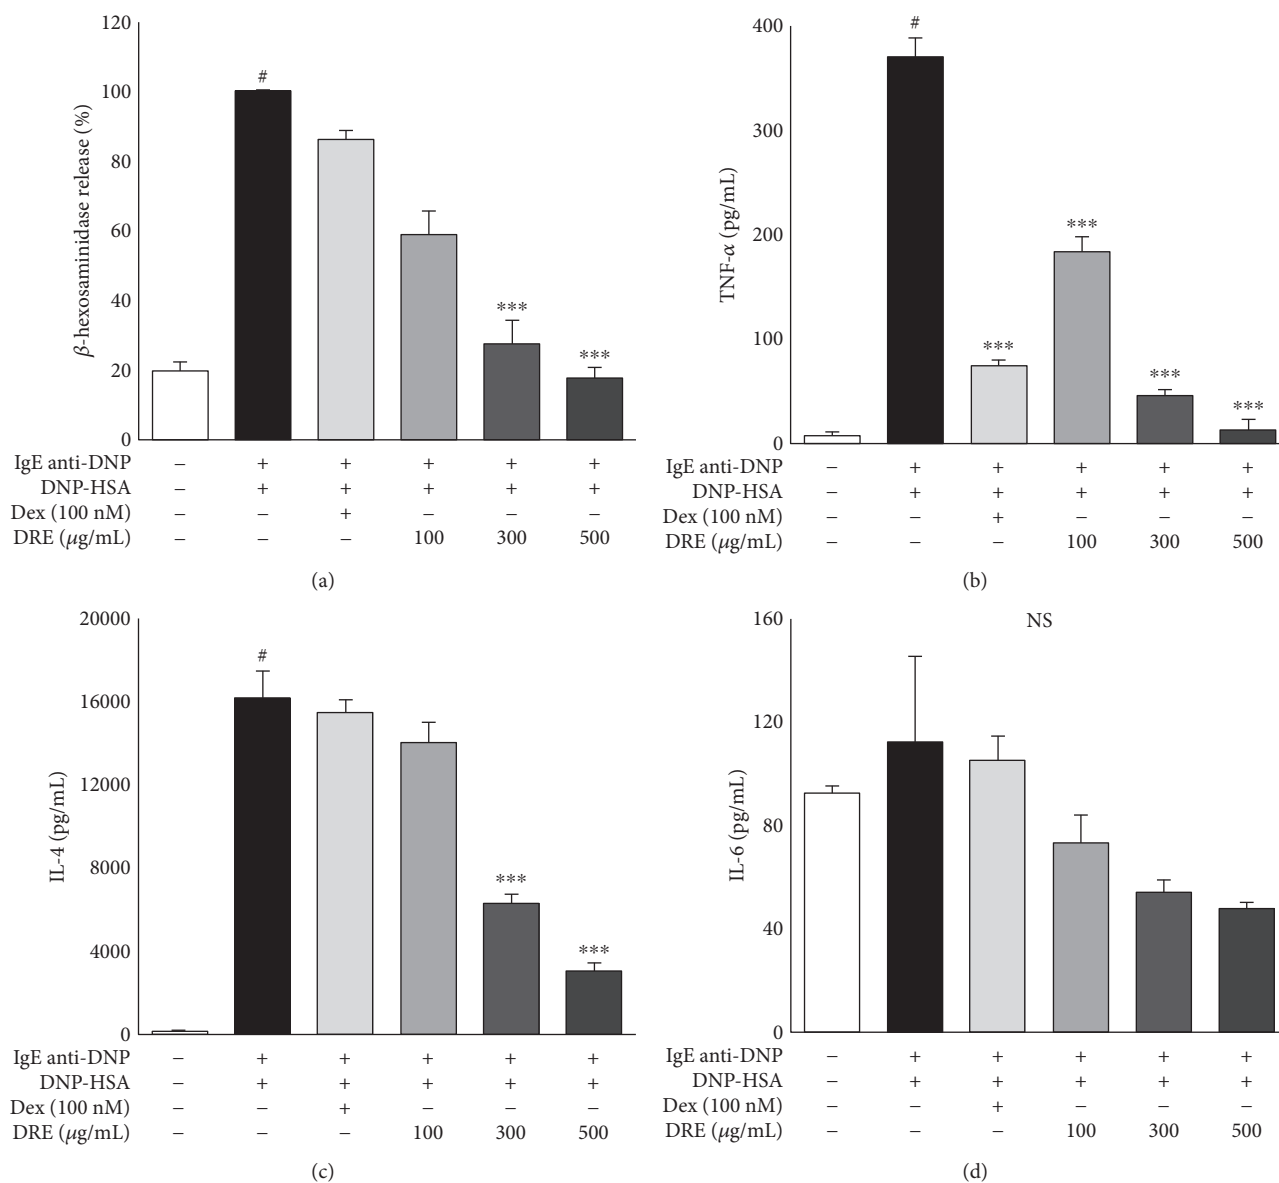 120
100
80
60
40
20
0
β-hexosaminidase release (%)
#
***
***
IgE anti-DNP − + + + + +
DNP-HSA − + + + + +
Dex (100 nM) − − + − − −
DRE (μg/mL) − − − 100 300 500
(a)
400
300
200
100
0
TNF-α (pg/mL)
#
***
***
***
***
IgE anti-DNP − + + + + +
DNP-HSA − + + + + +
Dex (100 nM) − − + − − −
DRE (μg/mL) − − − 100 300 500
(b)
20000
16000
12000
8000
4000
0
IL-4 (pg/mL)
#
***
***
IgE anti-DNP − + + + + +
DNP-HSA − + + + + +
Dex (100 nM) − − + − − −
DRE (μg/mL) − − − 100 300 500
(c)
160
120
80
40
0
IL-6 (pg/mL)
NS
IgE anti-DNP − + + + + +
DNP-HSA − + + + + +
Dex (100 nM) − − + − − −
DRE (μg/mL) − − − 100 300 500
(d)